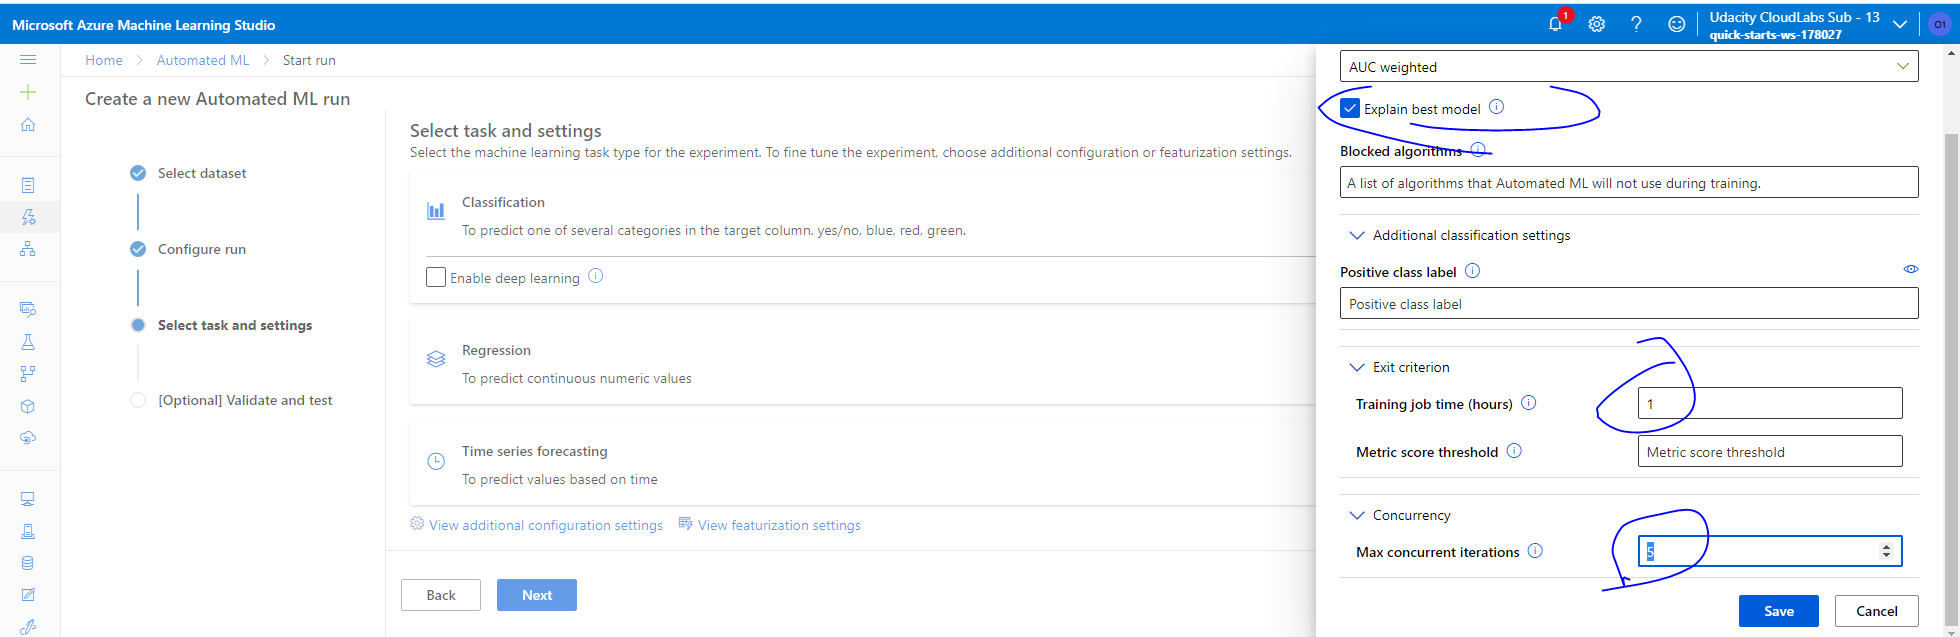 Microsoft Azure Machine Learning Studio
1
Udacity CloudLabs Sub - 13
quick-starts-ws-178027
O1
Home > Automated ML > Start run
Create a new Automated ML run
Select dataset
Configure run
Select task and settings
[Optional] Validate and test
Select task and settings
Select the machine learning task type for the experiment. To fine tune the experiment, choose additional configuration or featurization settings.
Classification
To predict one of several categories in the target column. yes/no, blue, red, green.
Enable deep learning
Regression
To predict continuous numeric values
Time series forecasting
To predict values based on time
View additional configuration settings View featurization settings
Back Next
AUC weighted
Explain best model
Blocked algorithms
A list of algorithms that Automated ML will not use during training.
Additional classification settings
Positive class label
Positive class label
Exit criterion
Training job time (hours) 1
Metric score threshold Metric score threshold
Concurrency
Max concurrent iterations 5
Save Cancel